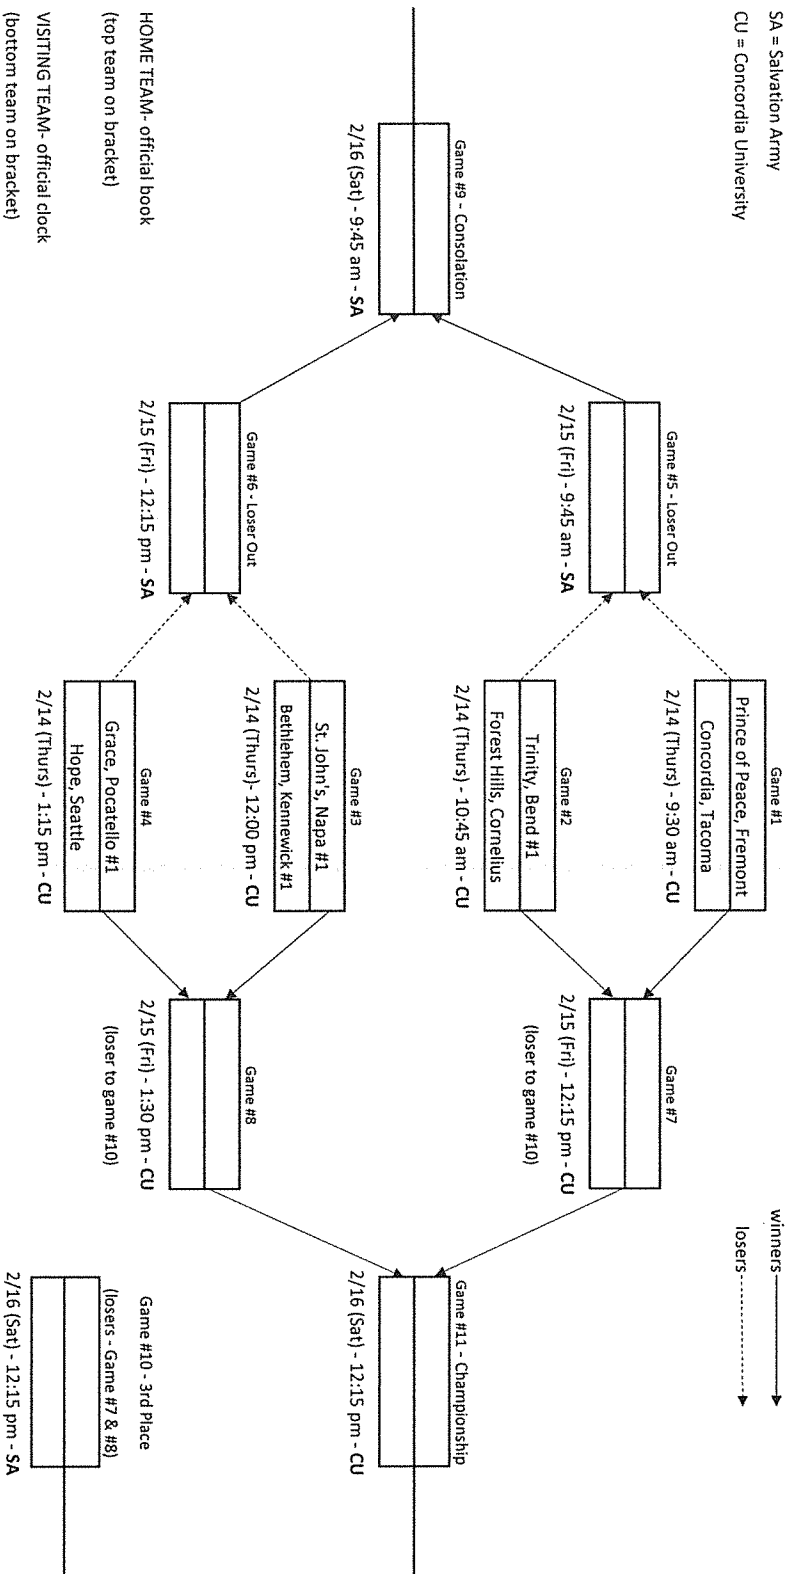 SA = Salvation Army
CU = Concordia University
winners
losers
Game #1
Prince of Peace, Fremont
Concordia, Tacoma
2/14 (Thurs) - 9:30 am - CU
Game #5 - Loser Out
2/15 (Fri) - 9:45 am - SA
Game #7
2/15 (Fri) - 12:15 pm - CU
(loser to game #10)
Game #2
Trinity, Bend #1
Forest Hills, Cornelius
2/14 (Thurs) - 10:45 am - CU
Game #9 - Consolation
2/16 (Sat) - 9:45 am - SA
Game #11 - Championship
2/16 (Sat) - 12:15 pm - CU
Game #3
St. John's, Napa #1
Bethlehem, Kennewick #1
2/14 (Thurs)- 12:00 pm - CU
Game #6 - Loser Out
2/15 (Fri) - 12:15 pm - SA
Game #8
2/15 (Fri) - 1:30 pm - CU
(loser to game #10)
Game #4
Grace, Pocatello #1
Hope, Seattle
2/14 (Thurs) - 1:15 pm - CU
HOME TEAM- official book
(top team on bracket)
VISITING TEAM- official clock
(bottom team on bracket)
Game #10 - 3rd Place
(losers - Game #7 & #8)
2/16 (Sat) - 12:15 pm - SA